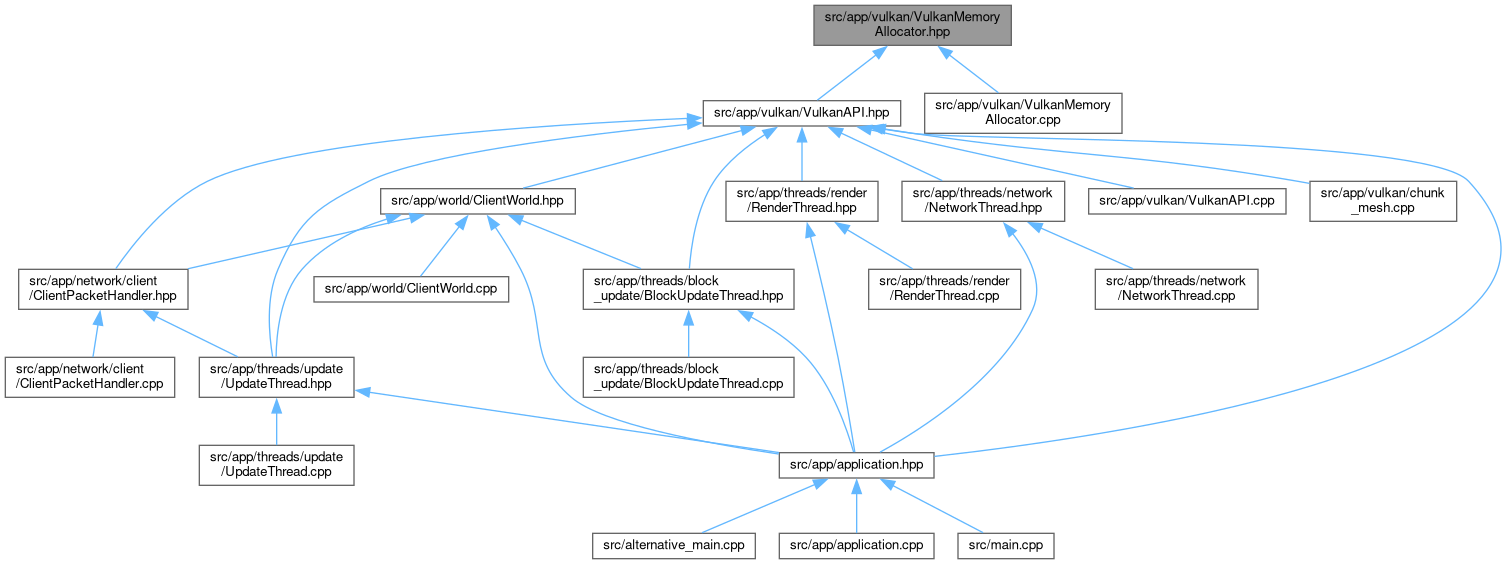 src/app/vulkan/VulkanMemory
Allocator.hpp
src/app/vulkan/VulkanAPI.hpp
src/app/vulkan/VulkanMemory
Allocator.cpp
src/app/world/ClientWorld.hpp
src/app/threads/render
/RenderThread.hpp
src/app/threads/network
/NetworkThread.hpp
src/app/vulkan/VulkanAPI.cpp
src/app/vulkan/chunk
_mesh.cpp
src/app/network/client
/ClientPacketHandler.hpp
src/app/world/ClientWorld.cpp
src/app/threads/block
_update/BlockUpdateThread.hpp
src/app/threads/render
/RenderThread.cpp
src/app/threads/network
/NetworkThread.cpp
src/app/network/client
/ClientPacketHandler.cpp
src/app/threads/update
/UpdateThread.hpp
src/app/threads/block
_update/BlockUpdateThread.cpp
src/app/threads/update
/UpdateThread.cpp
src/app/application.hpp
src/alternative_main.cpp
src/app/application.cpp
src/main.cpp